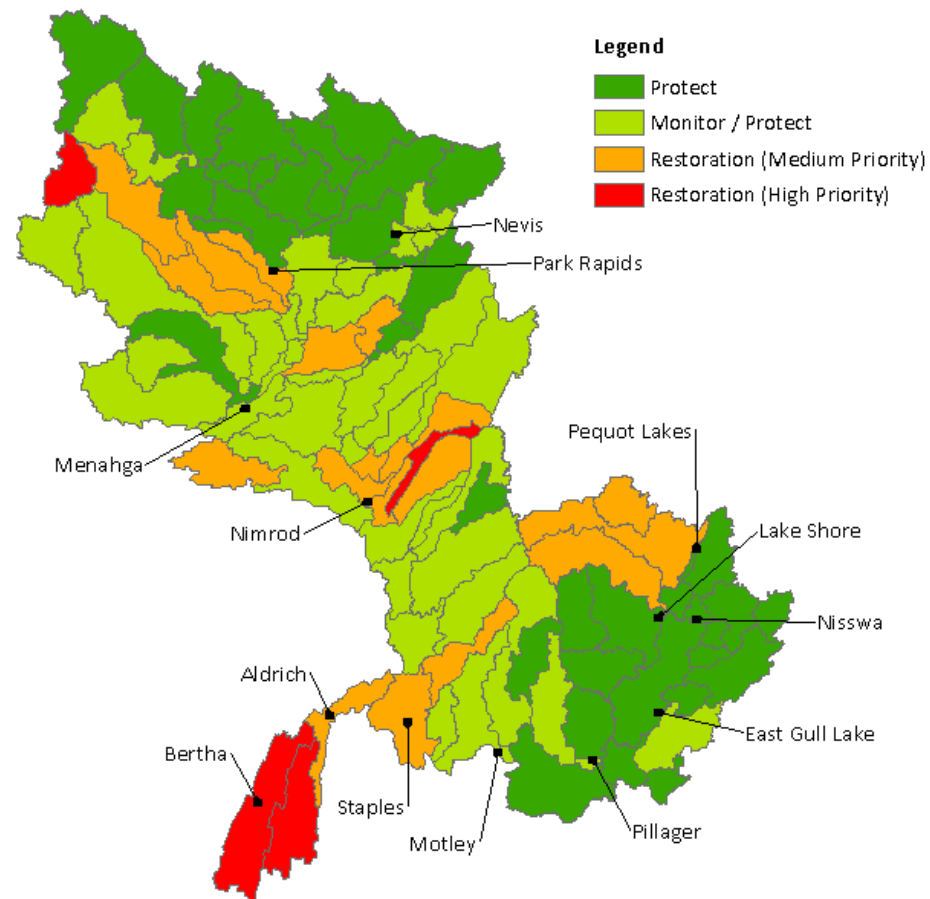 Legend
Protect
Monitor / Protect
Restoration (Medium Priority)
Restoration (High Priority)
Nevis
Park Rapids
Pequot Lakes
Menahga
Lake Shore
Nimrod
Nisswa
Aldrich
East Gull Lake
Bertha
Staples
Pillager
Motley